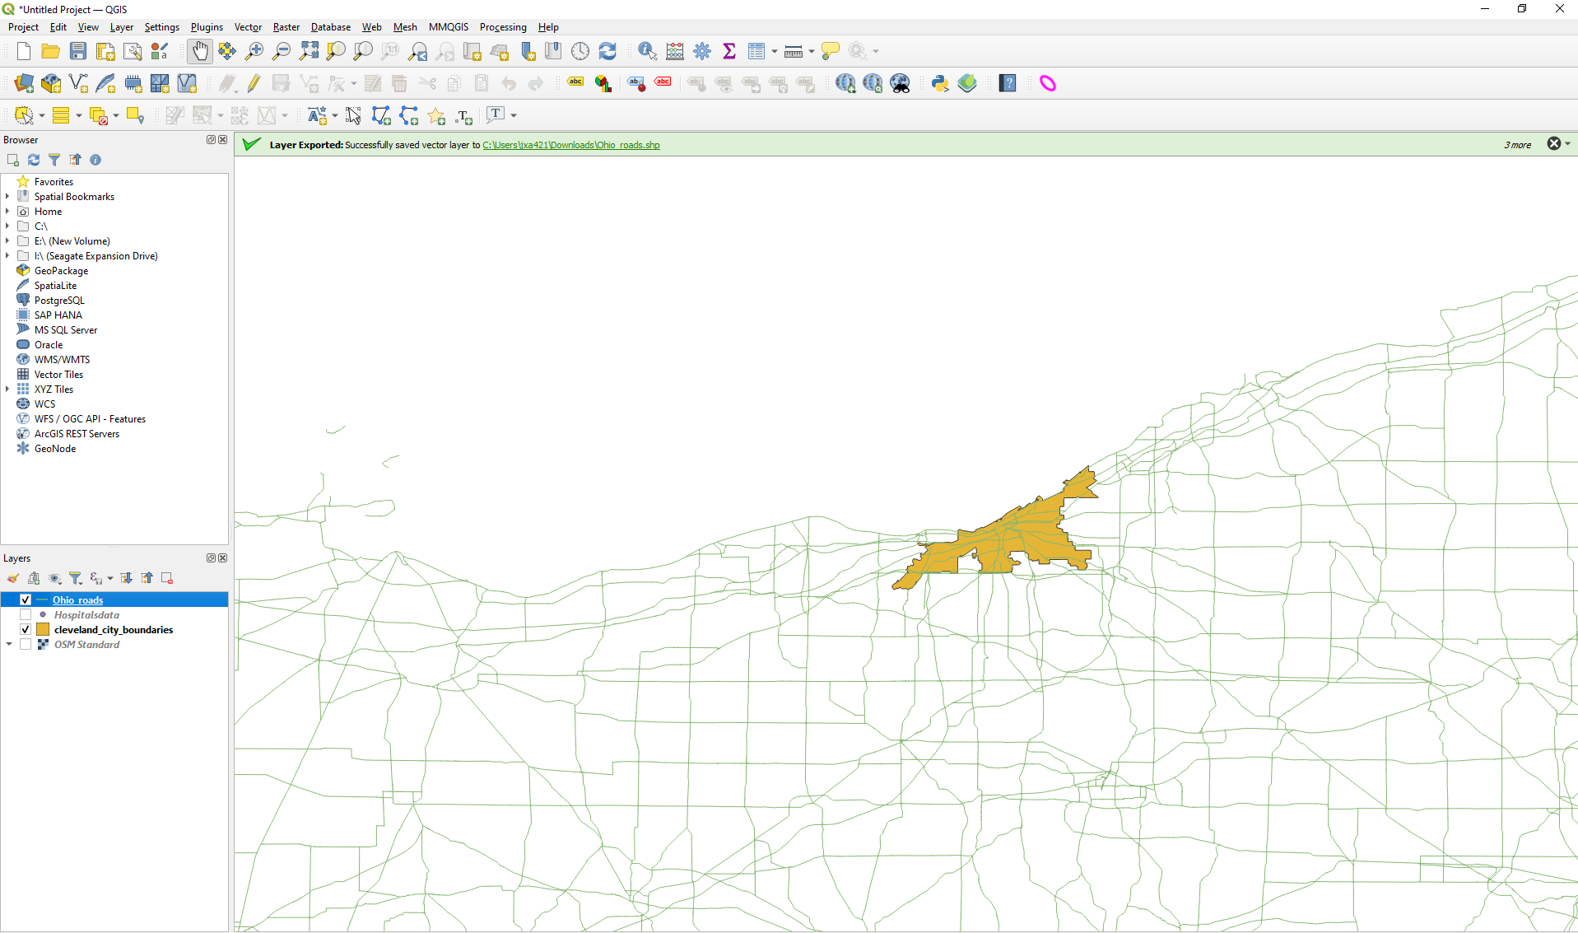 *Untitled Project — QGIS
Project Edit View Layer Settings Plugins Vector Raster Database Web Mesh MMQGIS Processing Help
Browser
Layer Exported: Successfully saved vector layer to C:\Users\jxa421\Downloads\Ohio_roads.shp
3 more
Favorites
Spatial Bookmarks
Home
C:\
E:\ (New Volume)
I:\ (Seagate Expansion Drive)
GeoPackage
SpatiaLite
PostgreSQL
SAP HANA
MS SQL Server
Oracle
WMS/WMTS
Vector Tiles
XYZ Tiles
WCS
WFS / OGC API - Features
ArcGIS REST Servers
GeoNode
Layers
Ohio_roads
Hospitalsdata
cleveland_city_boundaries
OSM Standard